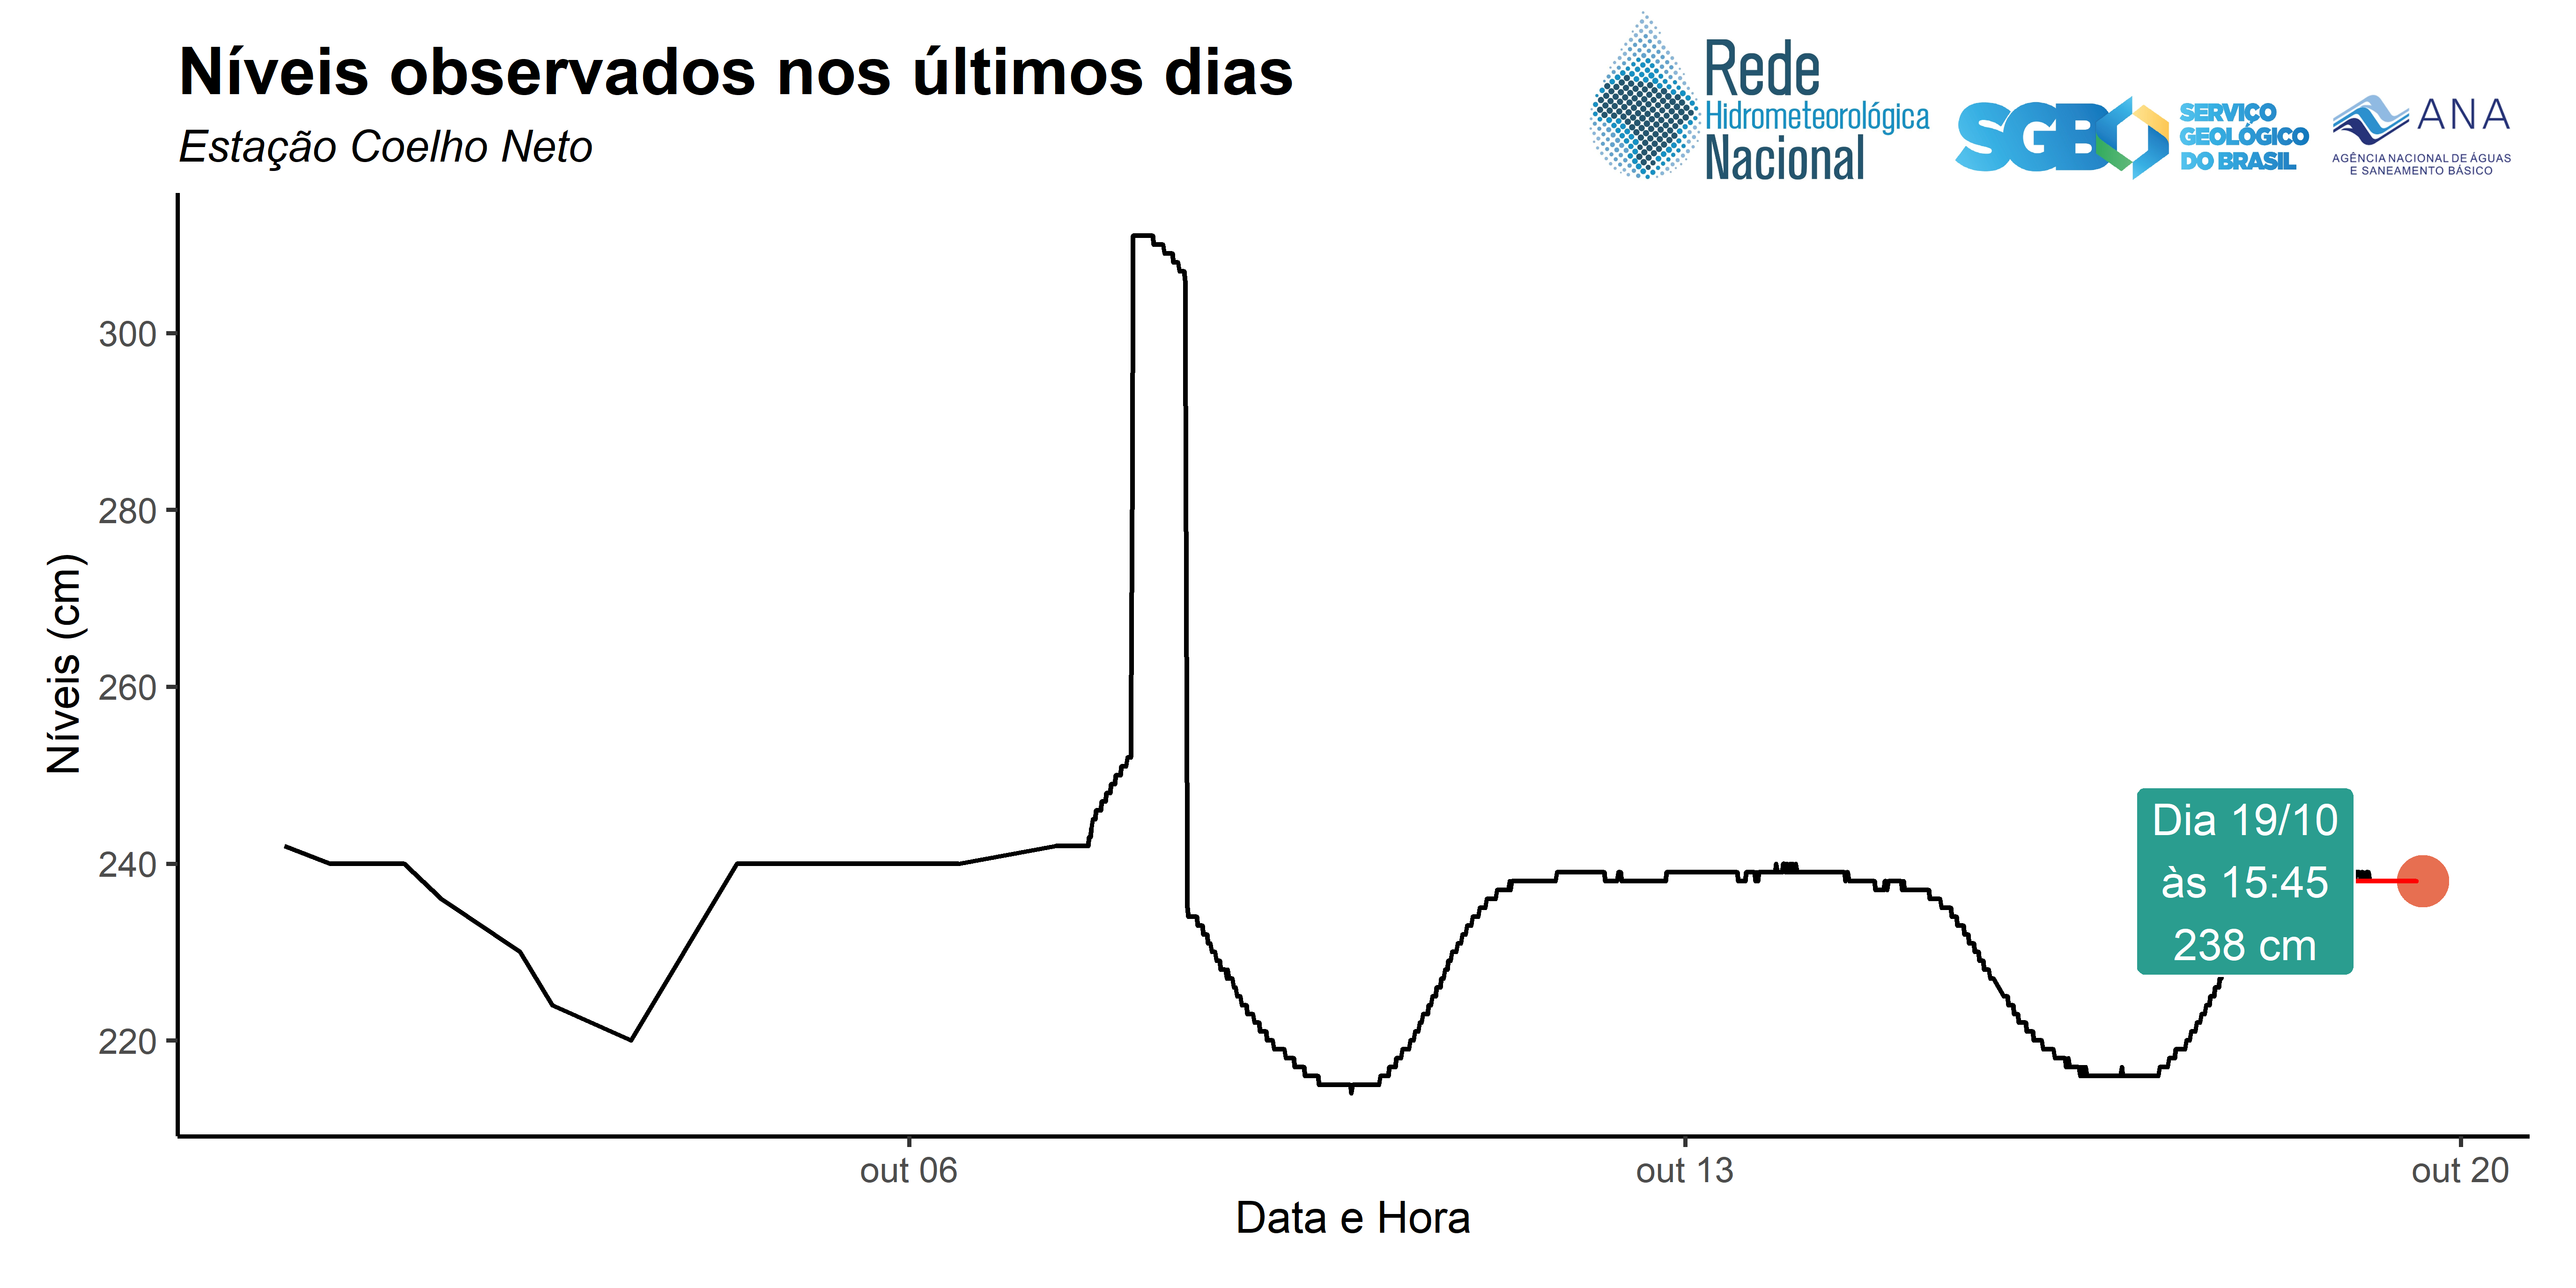 Níveis observados nos últimos dias
Estação Coelho Neto
Rede
Hidrometeorológica
Nacional
SGB
SERVIÇO
GEOLÓGICO
DO BRASIL
ANA
AGÊNCIA NACIONAL DE ÁGUAS
E SANEAMENTO BÁSICO
Níveis (cm)
300
280
260
240
220
Dia 19/10
às 15:45
238 cm
out 06
out 13
out 20
Data e Hora